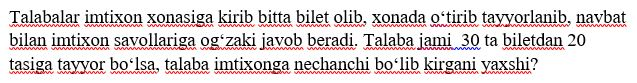 Talabalar imtixon xonasiga kirib bitta bilet olib, xonada o‘tirib tayyorlanib, navbat
bilan imtixon savollariga og‘zaki javob beradi. Talaba jami  30 ta biletdan 20
tasiga tayyor bo‘lsa, talaba imtixonga nechanchi bo‘lib kirgani yaxshi?